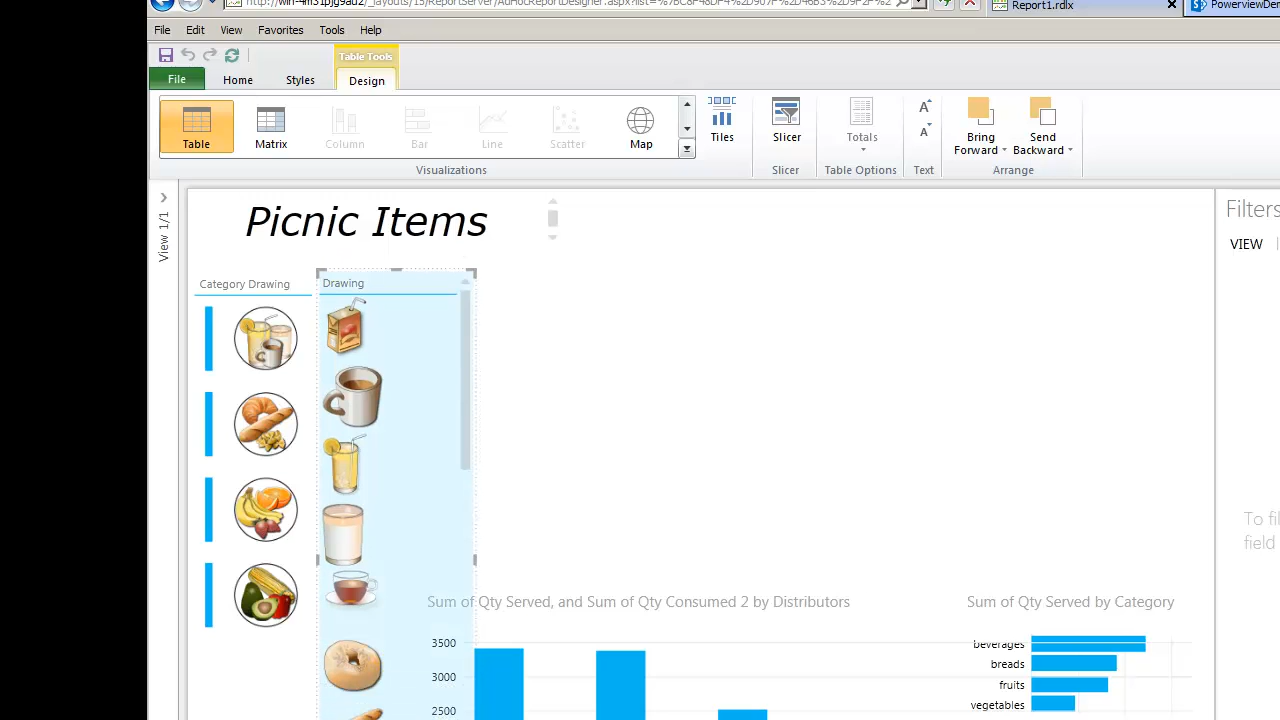 Report1.rdlx
PowerviewDe
File Edit View Favorites Tools Help
Table Tools
File Home Styles Design
Table Matrix Column Bar Line Scatter Map
Tiles Slicer Totals Text Bring Forward Send Backward
Visualizations Slicer Table Options Text Arrange
View 1/1
Picnic Items
Filters
VIEW
Category Drawing
Drawing
To fil
field
Sum of Qty Served, and Sum of Qty Consumed 2 by Distributors
3500
3000
2500
Sum of Qty Served by Category
beverages
breads
fruits
vegetables